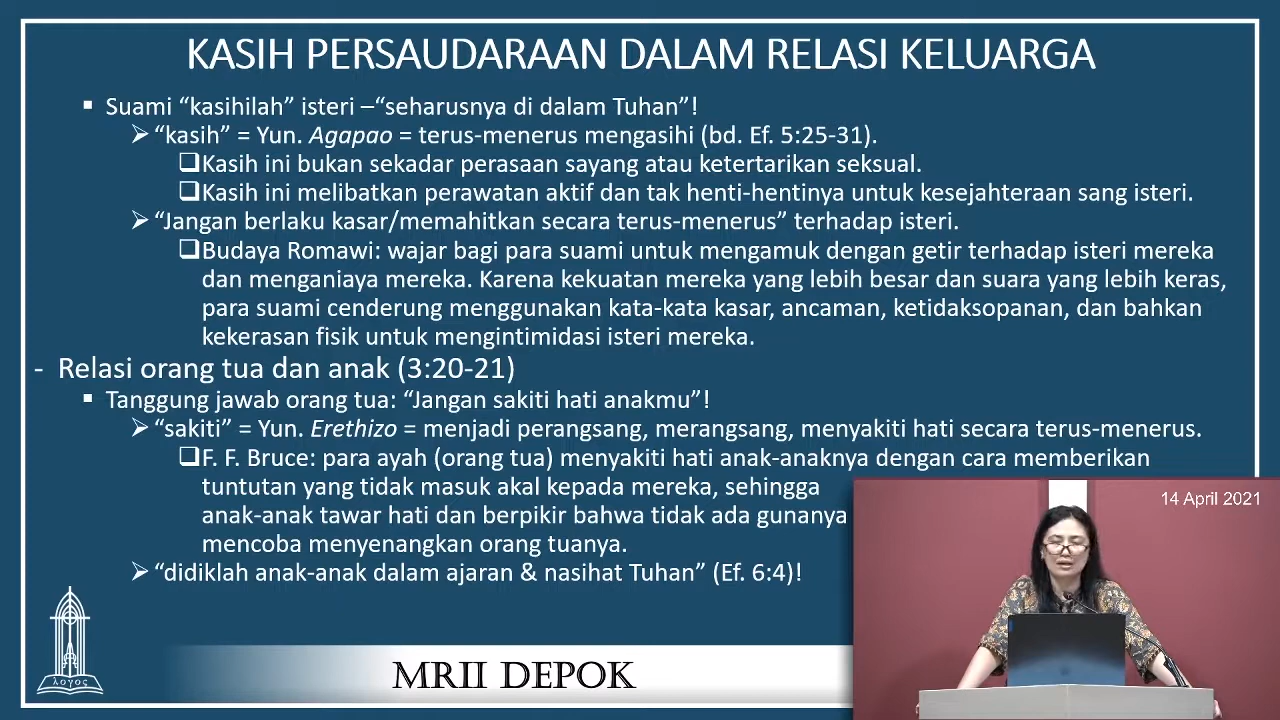 KASIH PERSAUDARAAN DALAM RELASI KELUARGA
▪ Suami “kasihilah” isteri –“seharusnya di dalam Tuhan”!
➢ “kasih” = Yun. Agapao = terus-menerus mengasihi (bd. Ef. 5:25-31).
❑Kasih ini bukan sekadar perasaan sayang atau ketertarikan seksual.
❑Kasih ini melibatkan perawatan aktif dan tak henti-hentinya untuk kesejahteraan sang isteri.
➢ “Jangan berlaku kasar/memahitkan secara terus-menerus” terhadap isteri.
❑Budaya Romawi: wajar bagi para suami untuk mengamuk dengan getir terhadap isteri mereka
dan menganiaya mereka. Karena kekuatan mereka yang lebih besar dan suara yang lebih keras,
para suami cenderung menggunakan kata-kata kasar, ancaman, ketidaksopanan, dan bahkan
kekerasan fisik untuk mengintimidasi isteri mereka.
- Relasi orang tua dan anak (3:20-21)
▪ Tanggung jawab orang tua: “Jangan sakiti hati anakmu”!
➢ “sakiti” = Yun. Erethizo = menjadi perangsang, merangsang, menyakiti hati secara terus-menerus.
❑F. F. Bruce: para ayah (orang tua) menyakiti hati anak-anaknya dengan cara memberikan
tuntutan yang tidak masuk akal kepada mereka, sehingga
anak-anak tawar hati dan berpikir bahwa tidak ada gunanya
mencoba menyenangkan orang tuanya.
➢ “didiklah anak-anak dalam ajaran & nasihat Tuhan” (Ef. 6:4)!
14 April 2021
λογος
MRII DEPOK